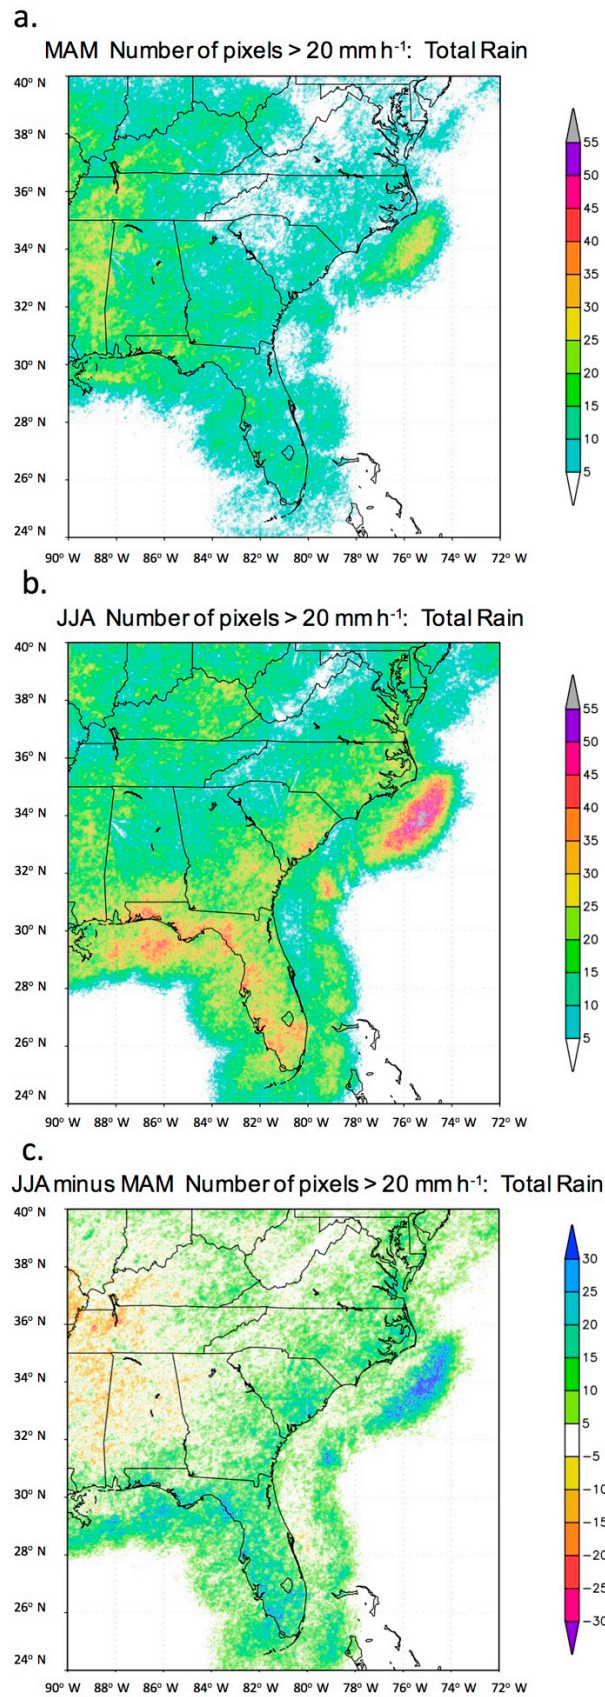 a.
MAM Number of pixels > 20 mm h⁻¹: Total Rain
40° N
38° N
36° N
34° N
32° N
30° N
28° N
26° N
24° N
90° W 88° W 86° W 84° W 82° W 80° W 78° W 76° W 74° W 72° W
55
50
45
40
35
30
25
20
15
10
5
b.
JJA Number of pixels > 20 mm h⁻¹: Total Rain
40° N
38° N
36° N
34° N
32° N
30° N
28° N
26° N
24° N
90° W 88° W 86° W 84° W 82° W 80° W 78° W 76° W 74° W 72° W
55
50
45
40
35
30
25
20
15
10
5
c.
JJA minus MAM Number of pixels > 20 mm h⁻¹: Total Rain
40° N
38° N
36° N
34° N
32° N
30° N
28° N
26° N
24° N
90° W 88° W 86° W 84° W 82° W 80° W 78° W 76° W 74° W 72° W
30
25
20
15
10
5
−5
−10
−15
−20
−25
−30